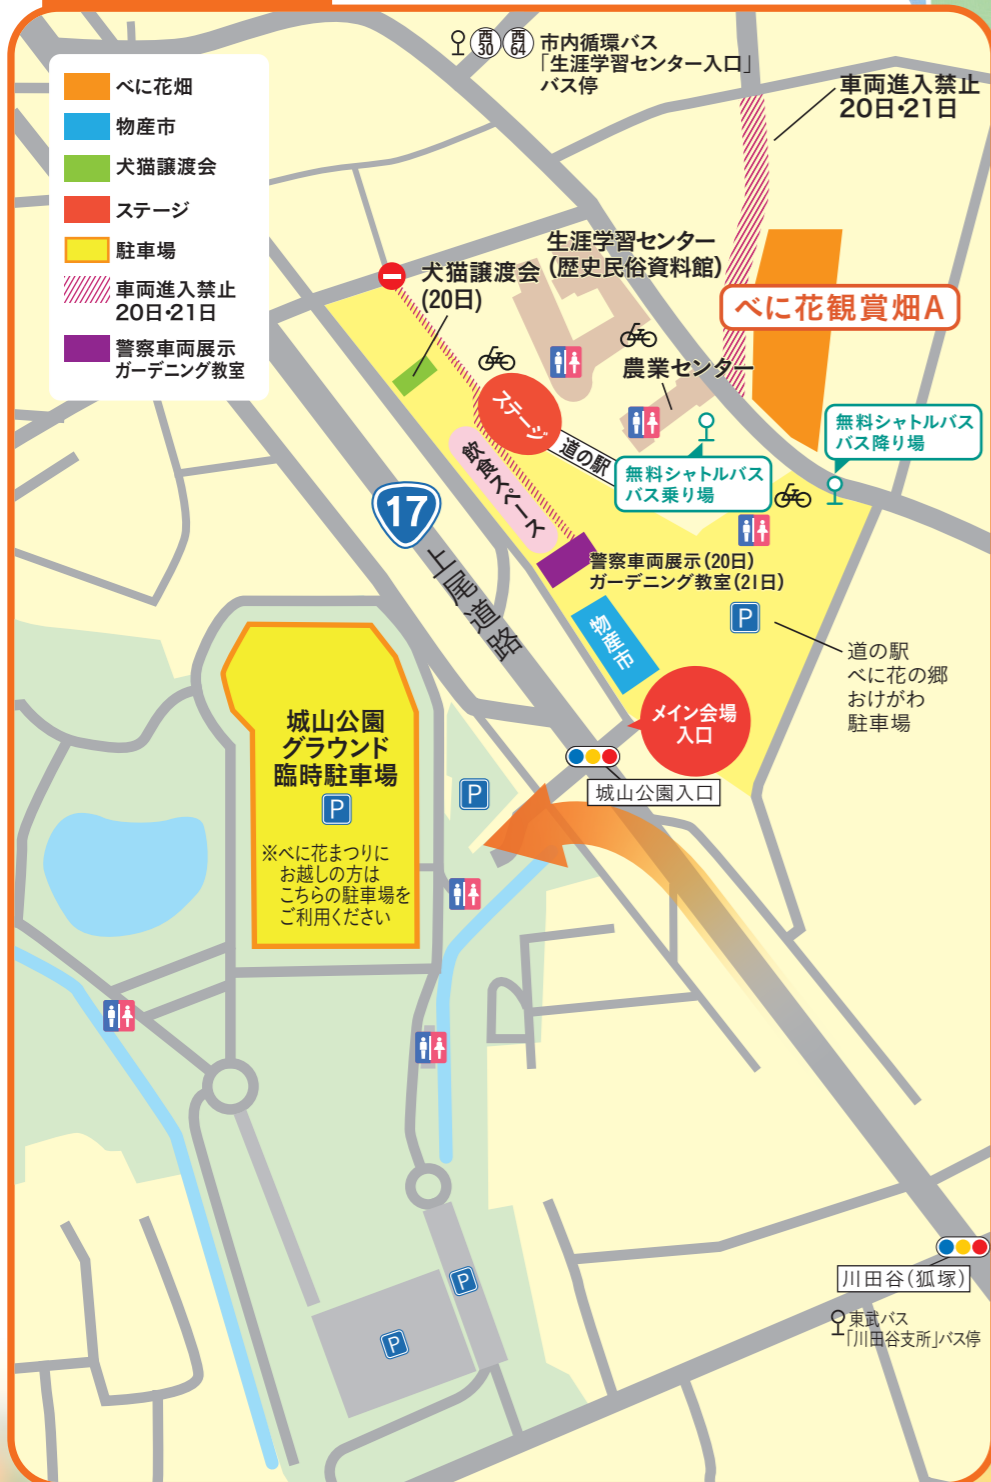 べに花畑
物産市
犬猫譲渡会
ステージ
駐車場
車両進入禁止
20日・21日
警察車両展示
ガーデニング教室
西30
西64
市内循環バス
「生涯学習センター入口」
バス停
車両進入禁止
20日・21日
生涯学習センター
(歴史民俗資料館)
犬猫譲渡会
(20日)
べに花観賞畑A
農業センター
ステージ
道の駅
無料シャトルバス
バス降り場
無料シャトルバス
バス乗り場
飲食スペース
17
上尾道路
警察車両展示(20日)
ガーデニング教室(21日)
物産市
P
道の駅
べに花の郷
おけがわ
駐車場
メイン会場
入口
城山公園入口
城山公園
グラウンド
臨時駐車場
P
※べに花まつりに
お越しの方は
こちらの駐車場を
ご利用ください
P
P
P
川田谷(狐塚)
東武バス
「川田谷支所」バス停